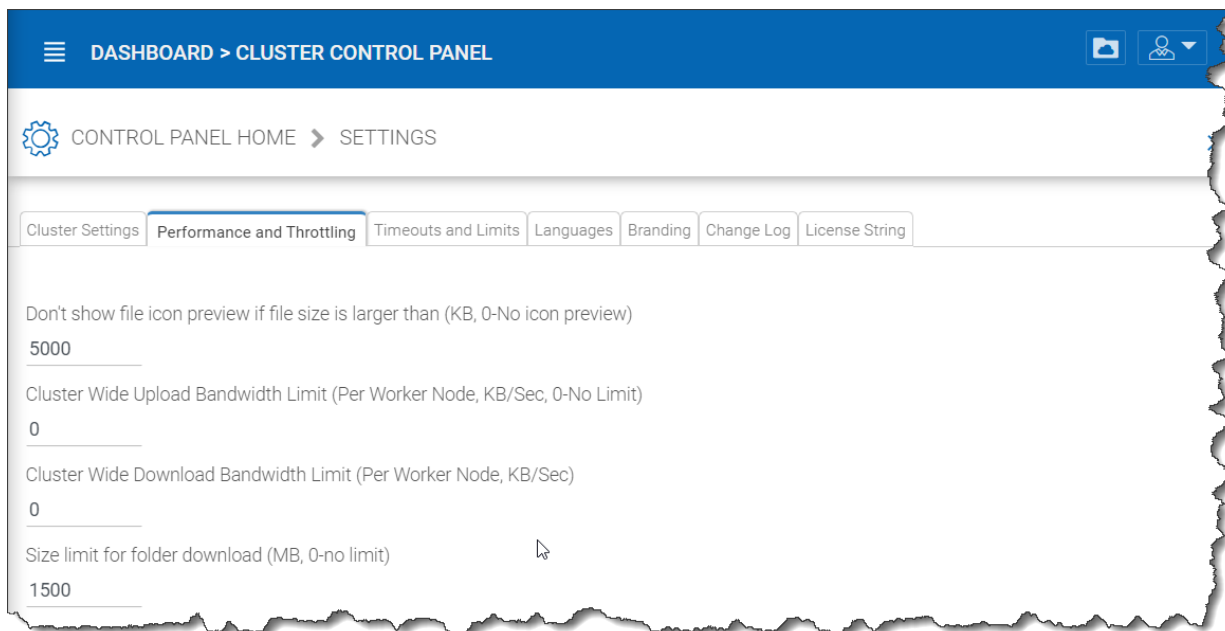 DASHBOARD > CLUSTER CONTROL PANEL
CONTROL PANEL HOME > SETTINGS
Cluster Settings Performance and Throttling Timeouts and Limits Languages Branding Change Log License String
Don't show file icon preview if file size is larger than (KB, 0-No icon preview)
5000
Cluster Wide Upload Bandwidth Limit (Per Worker Node, KB/Sec, 0-No Limit)
0
Cluster Wide Download Bandwidth Limit (Per Worker Node, KB/Sec)
0
Size limit for folder download (MB, 0-no limit)
1500